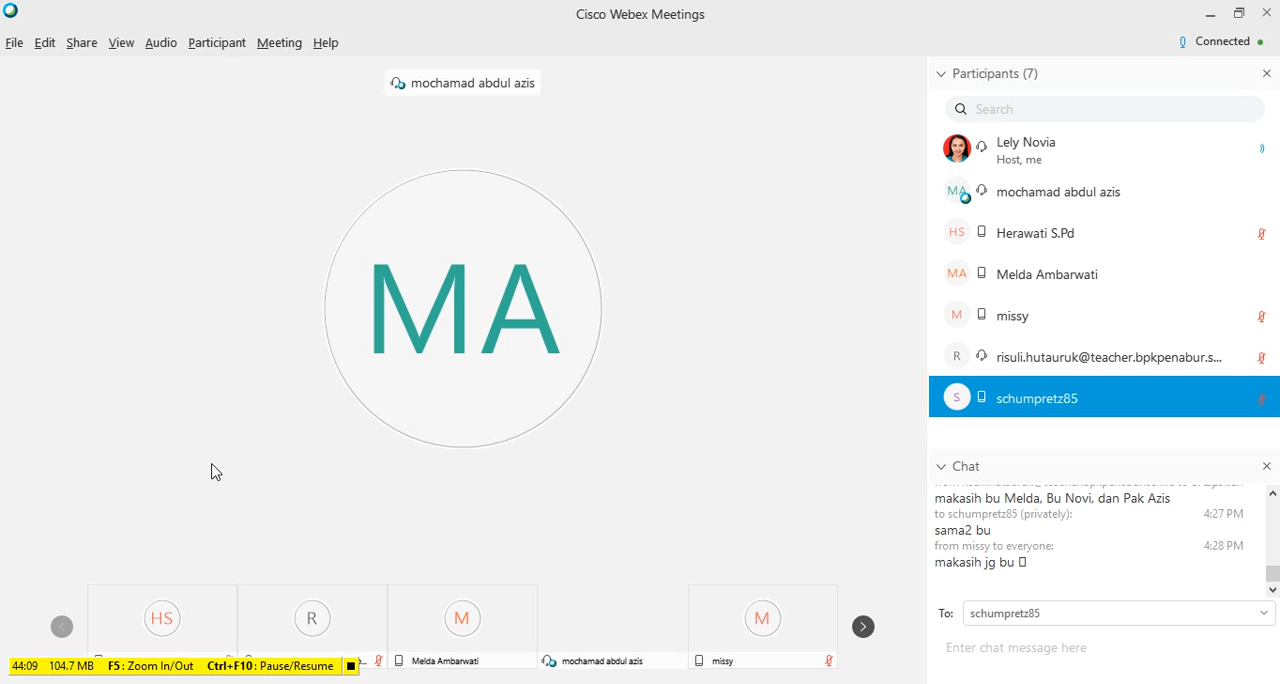 Cisco Webex Meetings
File Edit Share View Audio Participant Meeting Help
Connected
mochamad abdul azis
MA
Participants (7)
Search
Lely Novia
Host, me
MA mochamad abdul azis
HS Herawati S.Pd
MA Melda Ambarwati
M missy
R risuli.hutauruk@teacher.bpkpenabur.s...
S schumpretz85
Chat
makasih bu Melda, Bu Novi, dan Pak Azis
to schumpretz85 (privately): 4:27 PM
sama2 bu
from missy to everyone: 4:28 PM
makasih jg bu
To: schumpretz85
Enter chat message here
HS R M M
Melda Ambarwati mochamad abdul azis missy
44:09 104.7 MB F5: Zoom In/Out Ctrl+F10: Pause/Resume